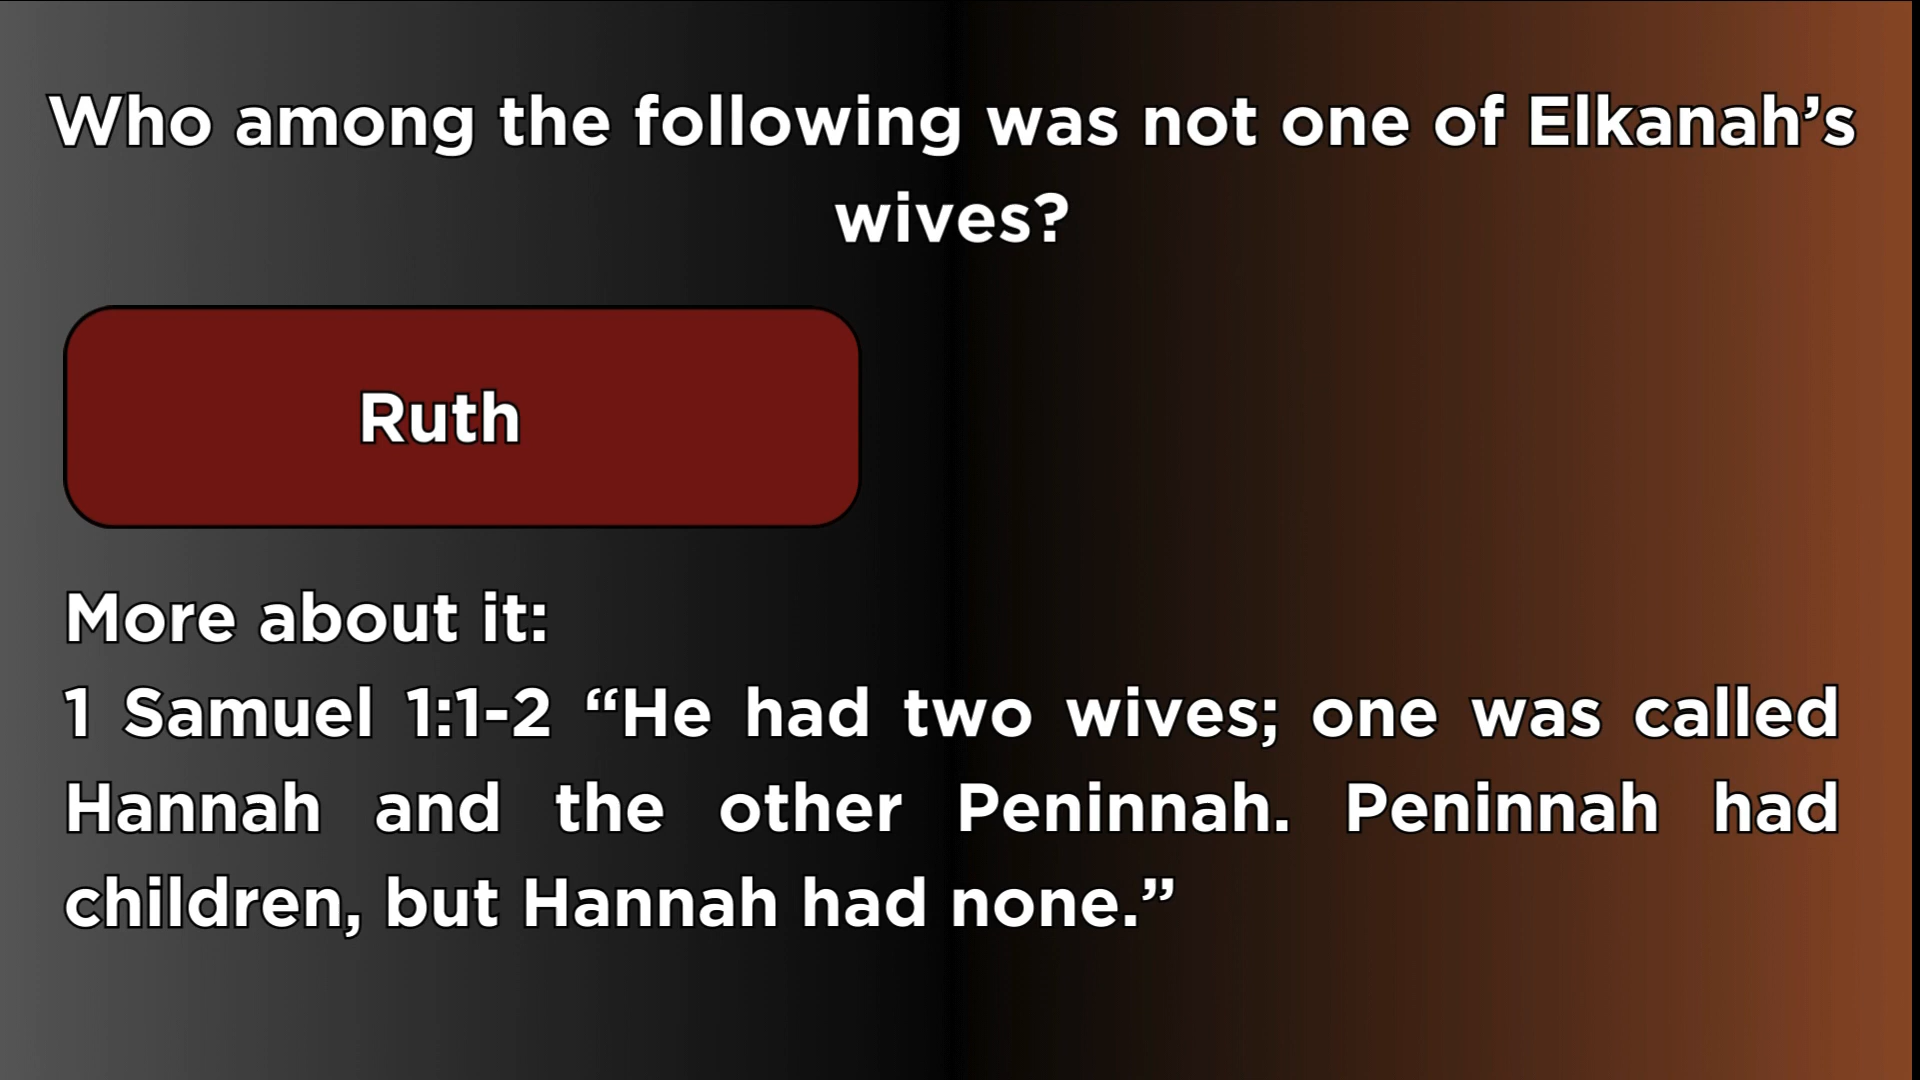 Who among the following was not one of Elkanah’s
wives?
Ruth
More about it:
1 Samuel 1:1-2 “He had two wives; one was called
Hannah and the other Peninnah. Peninnah had
children, but Hannah had none.”